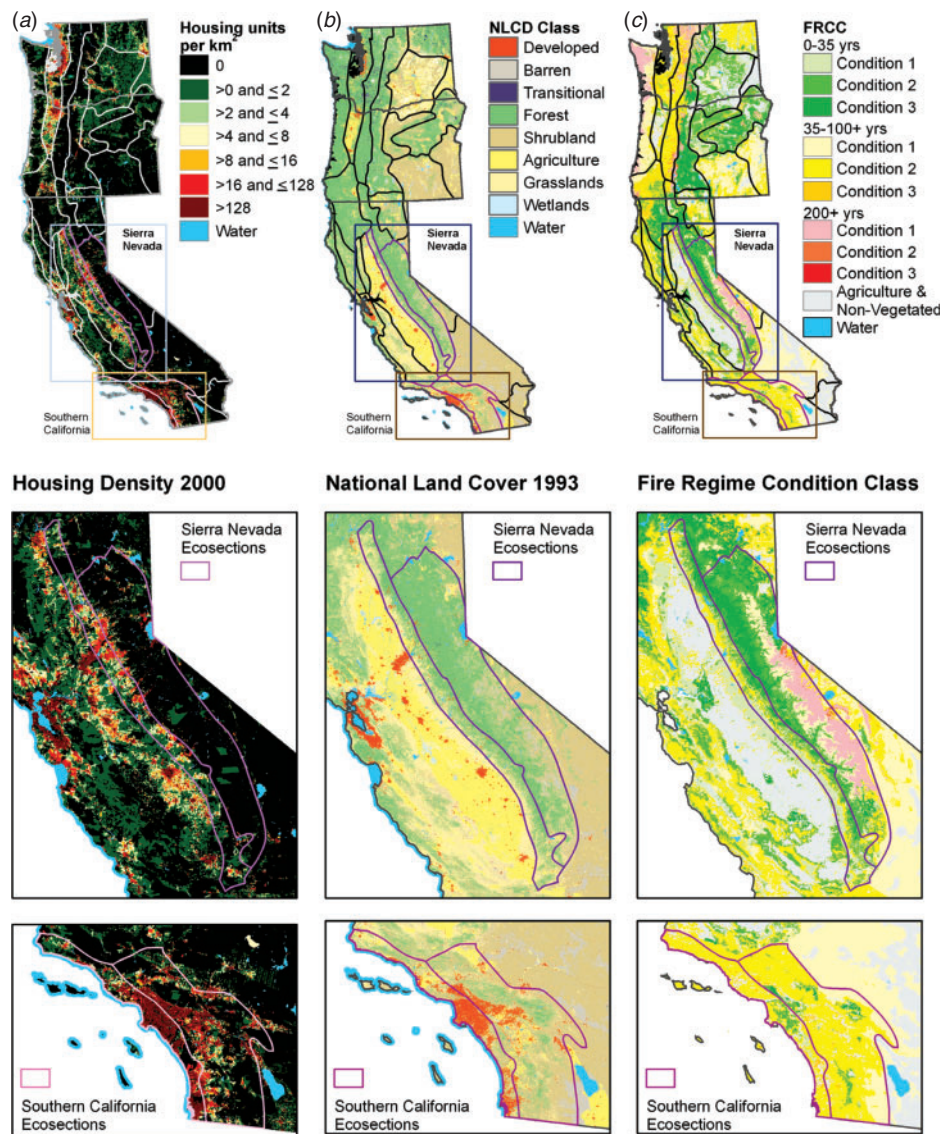 (a)
Housing units
per km²
0
>0 and ≤2
>2 and ≤4
>4 and ≤8
>8 and ≤16
>16 and ≤128
>128
Water
Sierra
Nevada
Southern
California
(b)
NLCD Class
Developed
Barren
Transitional
Forest
Shrubland
Agriculture
Grasslands
Wetlands
Water
Sierra
Nevada
Southern
California
(c)
FRCC
0-35 yrs
Condition 1
Condition 2
Condition 3
35-100+ yrs
Condition 1
Condition 2
Condition 3
200+ yrs
Condition 1
Condition 2
Condition 3
Agriculture &
Non-Vegetated
Water
Sierra
Nevada
Southern
California
Housing Density 2000
National Land Cover 1993
Fire Regime Condition Class
Sierra Nevada
Ecosections
Sierra Nevada
Ecosections
Sierra Nevada
Ecosections
Southern California
Ecosections
Southern California
Ecosections
Southern California
Ecosections